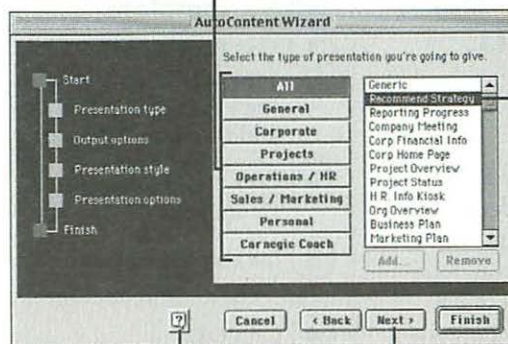 AutoContent Wizard
Select the type of presentation you're going to give.
Start
Presentation type
Output options
Presentation style
Presentation options
Finish
All
General
Corporate
Projects
Operations / HR
Sales / Marketing
Personal
Carnegie Coach
Generic
Recommend Strategy
Reporting Progress
Company Meeting
Corp Financial Info
Corp Home Page
Project Overview
Project Status
H.R. Info Kiosk
Org Overview
Business Plan
Marketing Plan
Add...
Remove
?
Cancel
< Back
Next >
Finish